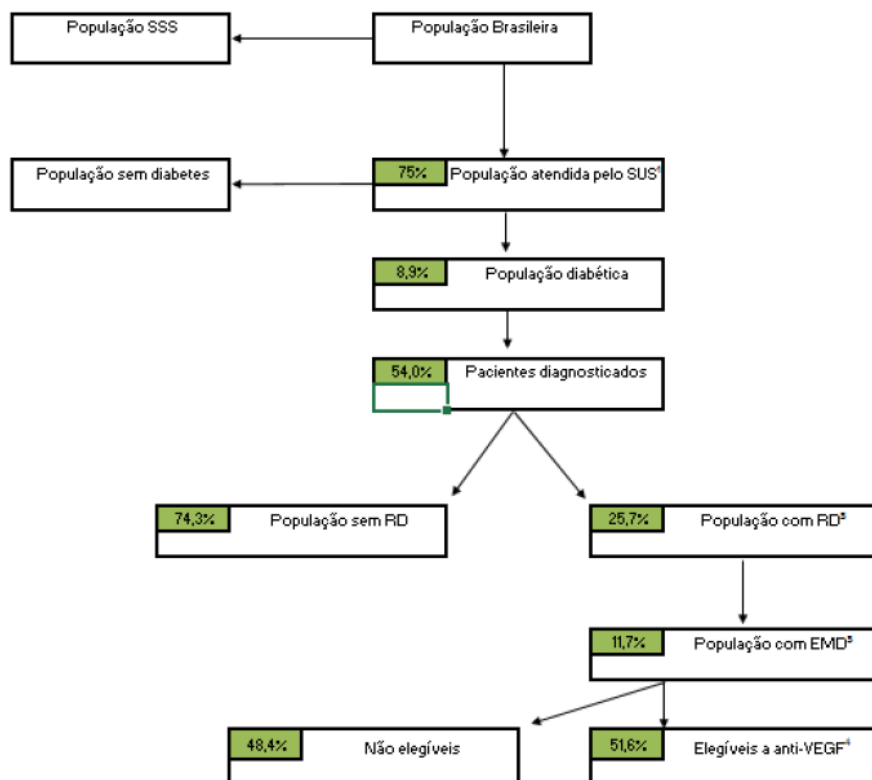 População SSS
População Brasileira
População sem diabetes
75% População atendida pelo SUS¹
8,9% População diabética
54,0% Pacientes diagnosticados
74,3% População sem RD
25,7% População com RD³
11,7% População com EMD³
48,4% Não elegíveis
51,6% Elegíveis a anti-VEGF⁴